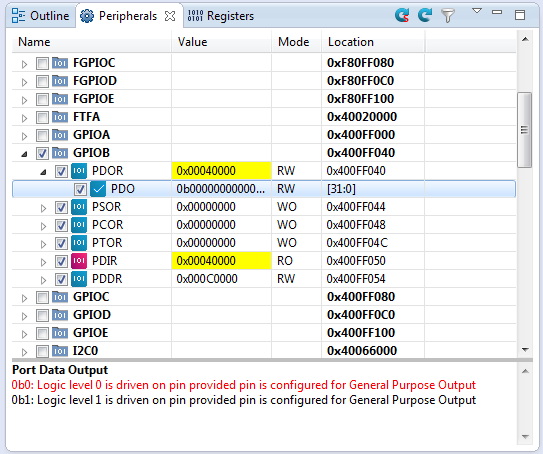 Outline Peripherals Registers
Name Value Mode Location
FGPIOC 0xF80FF080
FGPIOD 0xF80FF0C0
FGPIOE 0xF80FF100
FTFA 0x40020000
GPIOA 0x400FF000
GPIOB 0x400FF040
PDOR 0x00040000 RW 0x400FF040
PDO 0b00000000000... RW [31:0]
PSOR 0x00000000 WO 0x400FF044
PCOR 0x00000000 WO 0x400FF048
PTOR 0x00000000 WO 0x400FF04C
PDIR 0x00040000 RO 0x400FF050
PDDR 0x000C0000 RW 0x400FF054
GPIOC 0x400FF080
GPIOD 0x400FF0C0
GPIOE 0x400FF100
I2C0 0x40066000
Port Data Output
0b0: Logic level 0 is driven on pin provided pin is configured for General Purpose Output
0b1: Logic level 1 is driven on pin provided pin is configured for General Purpose Output